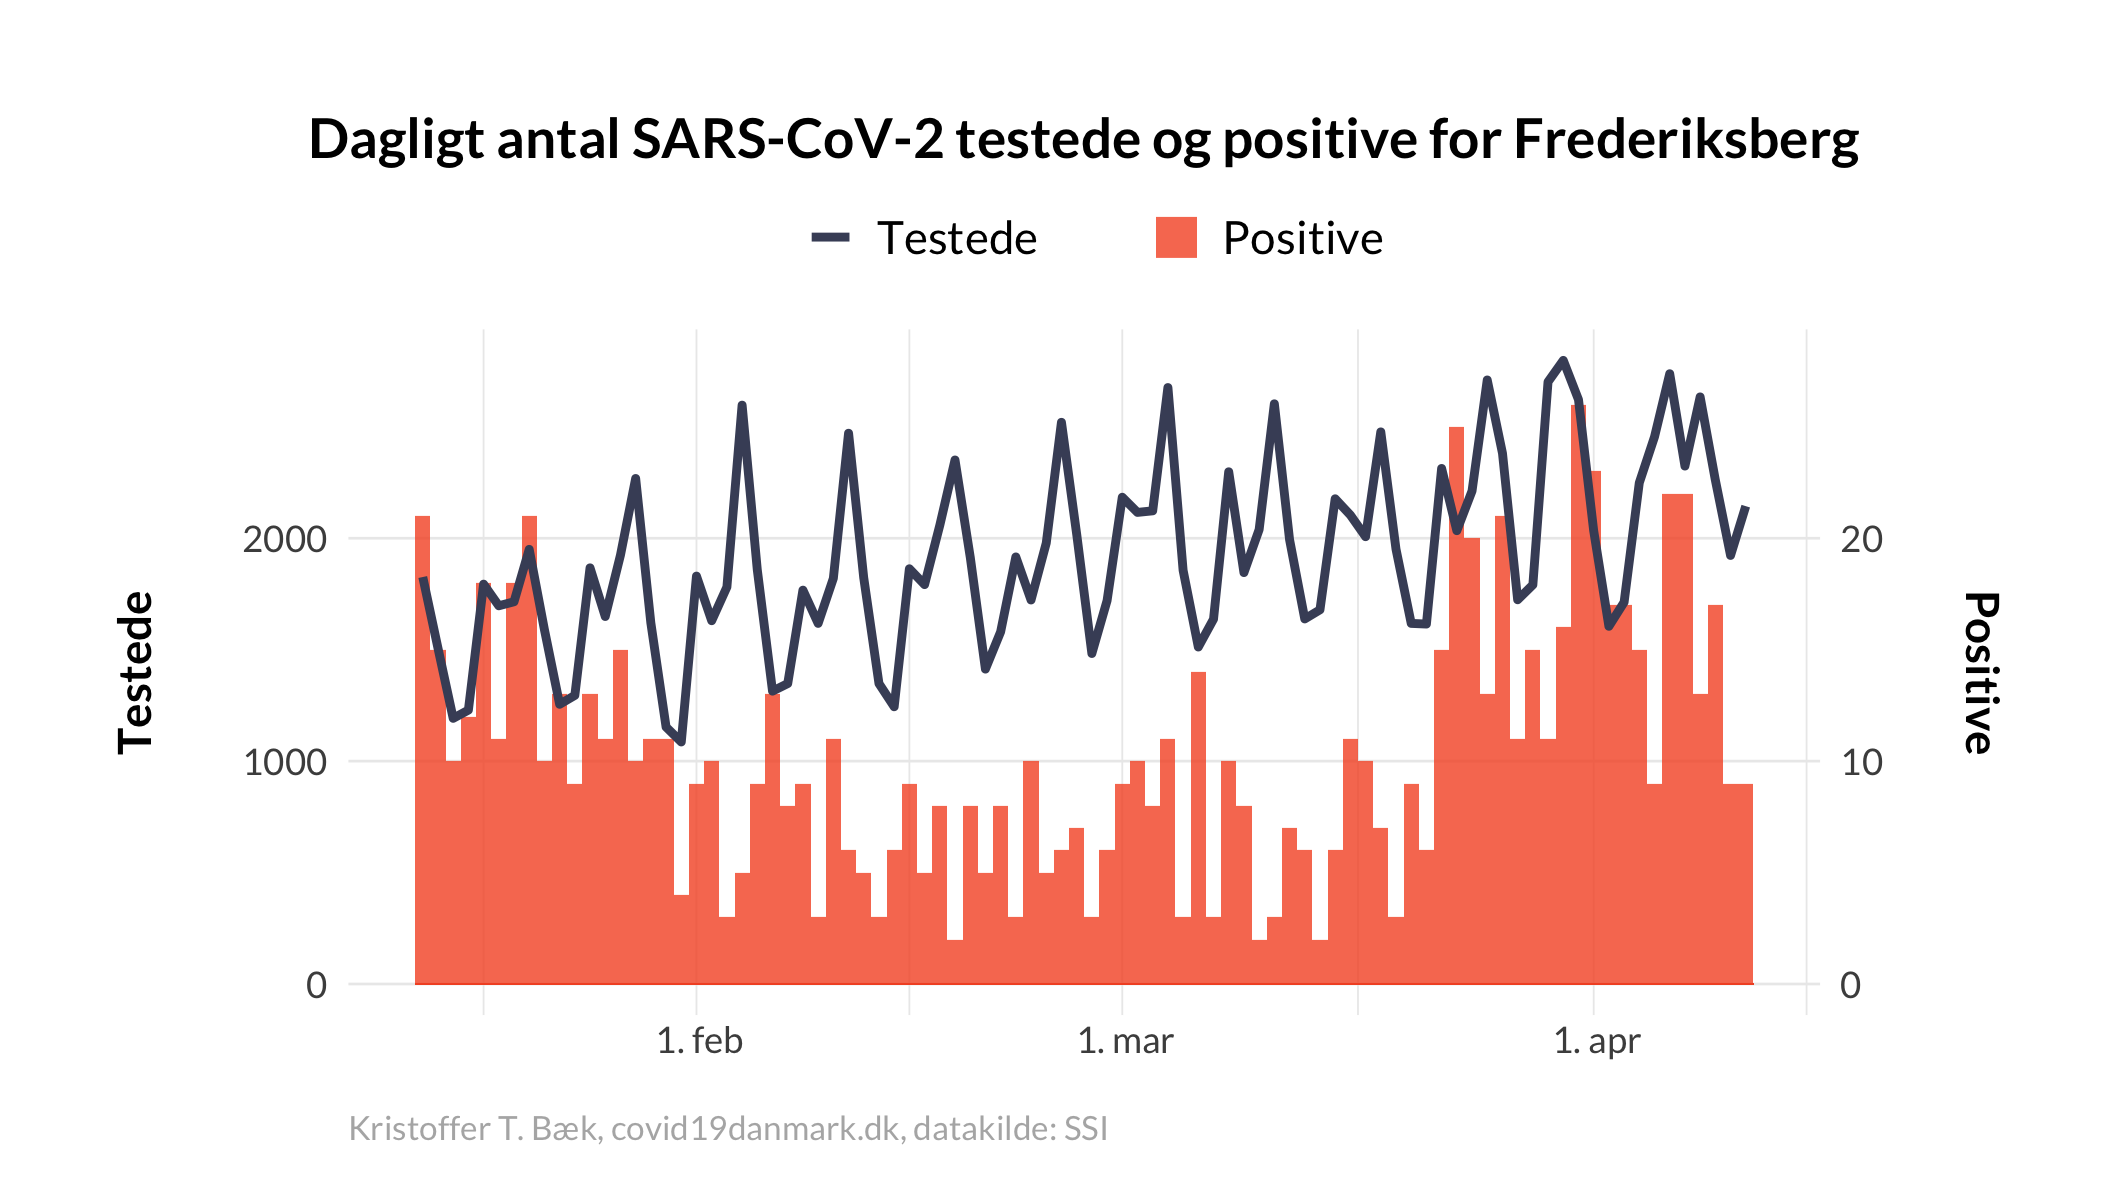 Dagligt antal SARS-CoV-2 testede og positive for Frederiksberg
Testede
Positive
2000
1000
0
Testede
20
10
0
Positive
1. feb
1. mar
1. apr
Kristoffer T. Bæk, covid19danmark.dk, datakilde: SSI